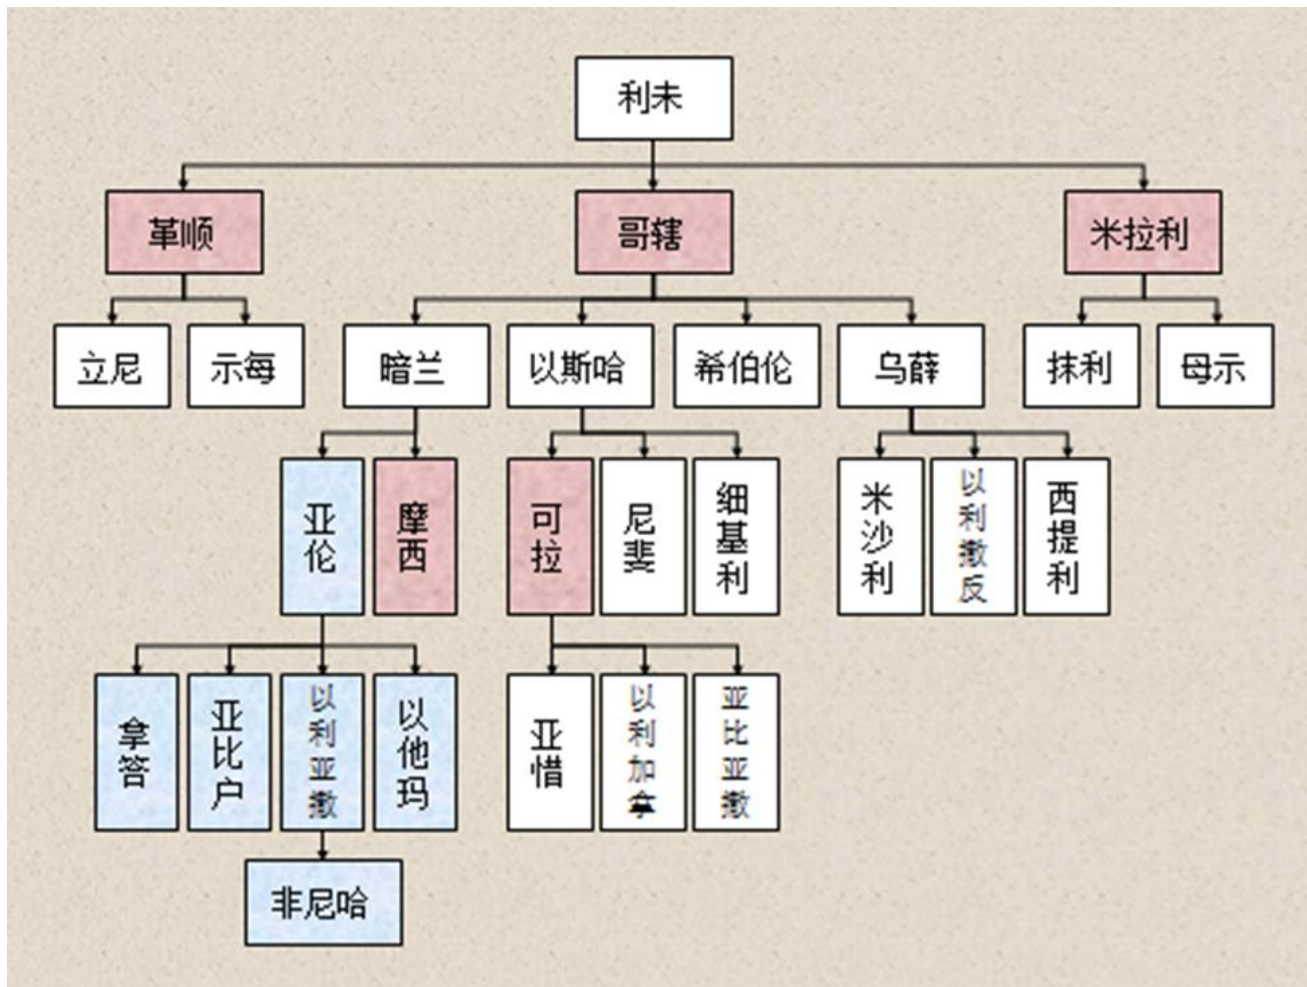 利未
革顺
哥辖
米拉利
立尼
示每
暗兰
以斯哈
希伯伦
乌薛
抹利
母示
亚伦
摩西
可拉
尼斐
细基利
米沙利
以利撒反
西提利
拿答
亚比户
以利亚撒
以他玛
亚惜
以利加拿
亚比亚撒
非尼哈